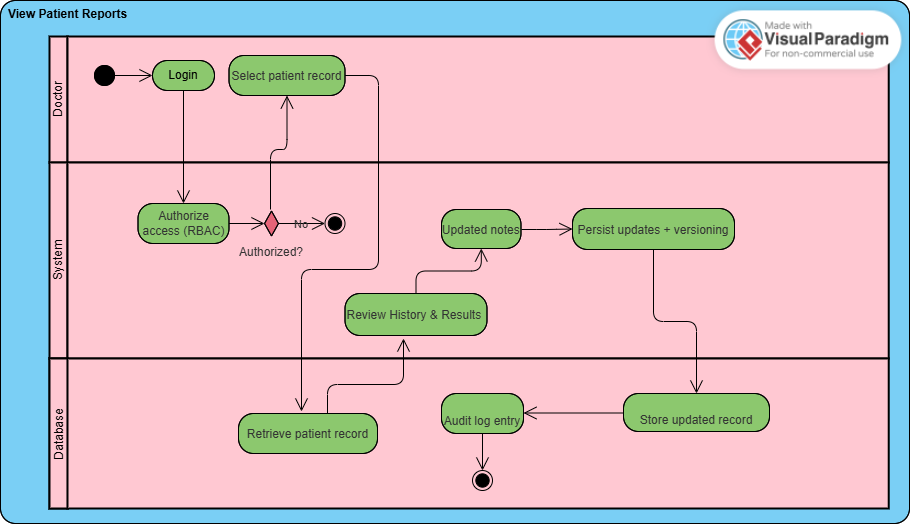 View Patient Reports
Made with
Visual Paradigm
For non-commercial use
Doctor
Login
Select patient record
System
Authorize
access (RBAC)
No
Authorized?
Updated notes
Persist updates + versioning
Review History & Results
Database
Retrieve patient record
Audit log entry
Store updated record